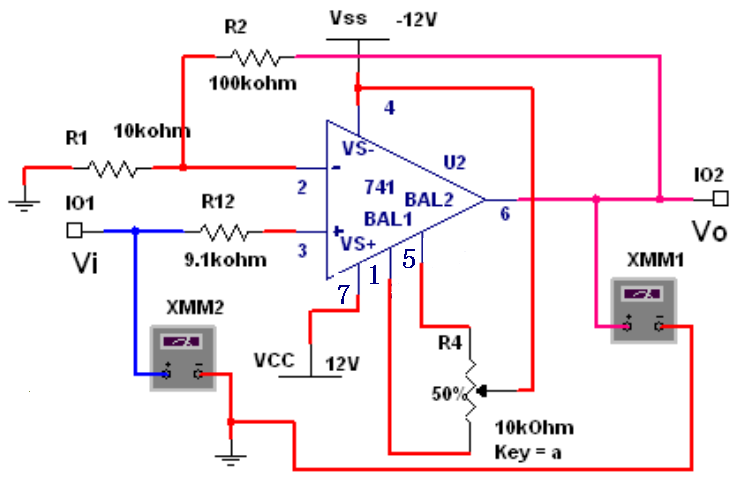 Vss -12V
R2
100kohm
4
R1 10kohm
VS-
U2
2 741 BAL2 6 IO2
IO1 R12 BAL1
+
VS+
Vi 9.1kohm 3 Vo
7 1 5
XMM1
XMM2
+ -
R4
VCC 12V
+ -
50%
10kOhm
Key = a